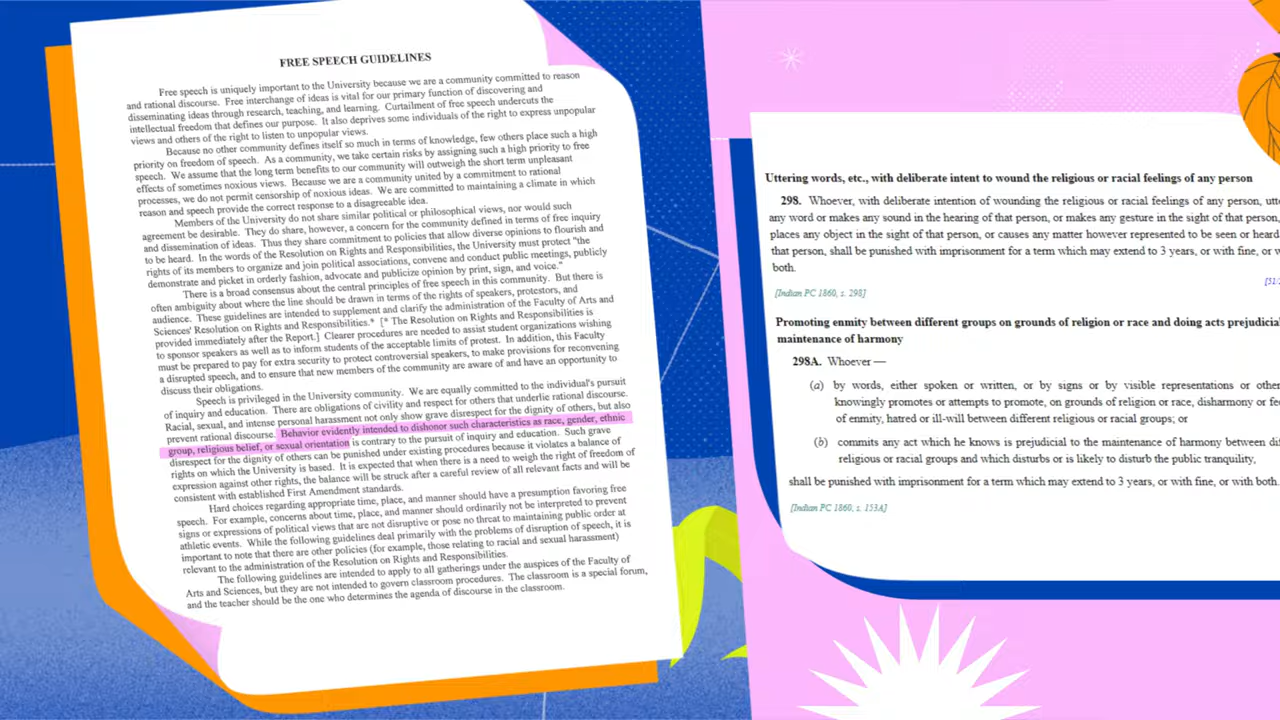 FREE SPEECH GUIDELINES
Free speech is uniquely important to the University because we are a community committed to reason
and rational discourse. Free interchange of ideas is vital for our primary function of discovering and
disseminating ideas through research, teaching, and learning. Curtailment of free speech undercuts the
intellectual freedom that defines our purpose. It also deprives some individuals of the right to express unpopular
views and others of the right to listen to unpopular views.
Because no other community defines itself so much in terms of knowledge, few others place such a high
priority on freedom of speech. As a community, we take certain risks by assigning such a high priority to free
speech. We assume that the long term benefits to our community will outweigh the short term unpleasant
effects of sometimes noxious views. Because we are a community united by a commitment to rational
processes, we do not permit censorship of noxious ideas. We are committed to maintaining a climate in which
reason and speech provide the correct response to a disagreeable idea.
Members of the University do not share similar political or philosophical views, nor would such
agreement be desirable. They do share, however, a concern for the community defined in terms of free inquiry
and dissemination of ideas. Thus they share commitment to policies that allow diverse opinions to flourish and
to be heard. In the words of the Resolution on Rights and Responsibilities, the University must protect "the
rights of its members to organize and join political associations, convene and conduct public meetings, publicly
demonstrate and picket in orderly fashion, advocate and publicize opinion by print, sign, and voice."
There is a broad consensus about the central principles of free speech in this community. But there is
often ambiguity about where the line should be drawn in terms of the rights of speakers, protestors, and
audience. These guidelines are intended to supplement and clarify the administration of the Faculty of Arts and
Sciences' Resolution on Rights and Responsibilities.* [* The Resolution on Rights and Responsibilities is
provided immediately after the Report.] Clearer procedures are needed to assist student organizations wishing
to sponsor speakers as well as to inform students of the acceptable limits of protest. In addition, this Faculty
must be prepared to pay for extra security to protect controversial speakers, to make provisions for reconvening
a disrupted speech, and to ensure that new members of the community are aware of and have an opportunity to
discuss their obligations.
Speech is privileged in the University community. We are equally committed to the individual's pursuit
of inquiry and education. There are obligations of civility and respect for others that underlie rational discourse.
Racial, sexual, and intense personal harassment not only show grave disrespect for the dignity of others, but also
prevent rational discourse. Behavior evidently intended to dishonor such characteristics as race, gender, ethnic
group, religious belief, or sexual orientation is contrary to the pursuit of inquiry and education. Such grave
disrespect for the dignity of others can be punished under existing procedures because it violates a balance of
rights on which the University is based. It is expected that when there is a need to weigh the right of freedom of
expression against other rights, the balance will be struck after a careful review of all relevant facts and will be
consistent with established First Amendment standards.
Hard choices regarding appropriate time, place, and manner should have a presumption favoring free
speech. For example, concerns about time, place, and manner should ordinarily not be interpreted to prevent
signs or expressions of political views that are not disruptive or pose no threat to maintaining public order at
athletic events. While the following guidelines deal primarily with the problems of disruption of speech, it is
important to note that there are other policies (for example, those relating to racial and sexual harassment)
relevant to the administration of the Resolution on Rights and Responsibilities.
The following guidelines are intended to apply to all gatherings under the auspices of the Faculty of
Arts and Sciences, but they are not intended to govern classroom procedures. The classroom is a special forum,
and the teacher should be the one who determines the agenda of discourse in the classroom.
Uttering words, etc., with deliberate intent to wound the religious or racial feelings of any person
298. Whoever, with deliberate intention of wounding the religious or racial feelings of any person,
any word or makes any sound in the hearing of that person, or makes any gesture in the sight of that person,
places any object in the sight of that person, or causes any matter however represented to be seen or heard
that person, shall be punished with imprisonment for a term which may extend to 3 years, or with fine, or
both.
[Indian PC 1860, s. 298]
Promoting enmity between different groups on grounds of religion or race and doing acts prejudicial
maintenance of harmony
298A. Whoever —
(a) by words, either spoken or written, or by signs or by visible representations or
knowingly promotes or attempts to promote, on grounds of religion or race, disharmony or
of enmity, hatred or ill-will between different religious or racial groups; or
(b) commits any act which he knows is prejudicial to the maintenance of harmony between
religious or racial groups and which disturbs or is likely to disturb the public tranquility,
shall be punished with imprisonment for a term which may extend to 3 years, or with fine, or with both.
[Indian PC 1860, s. 153A]